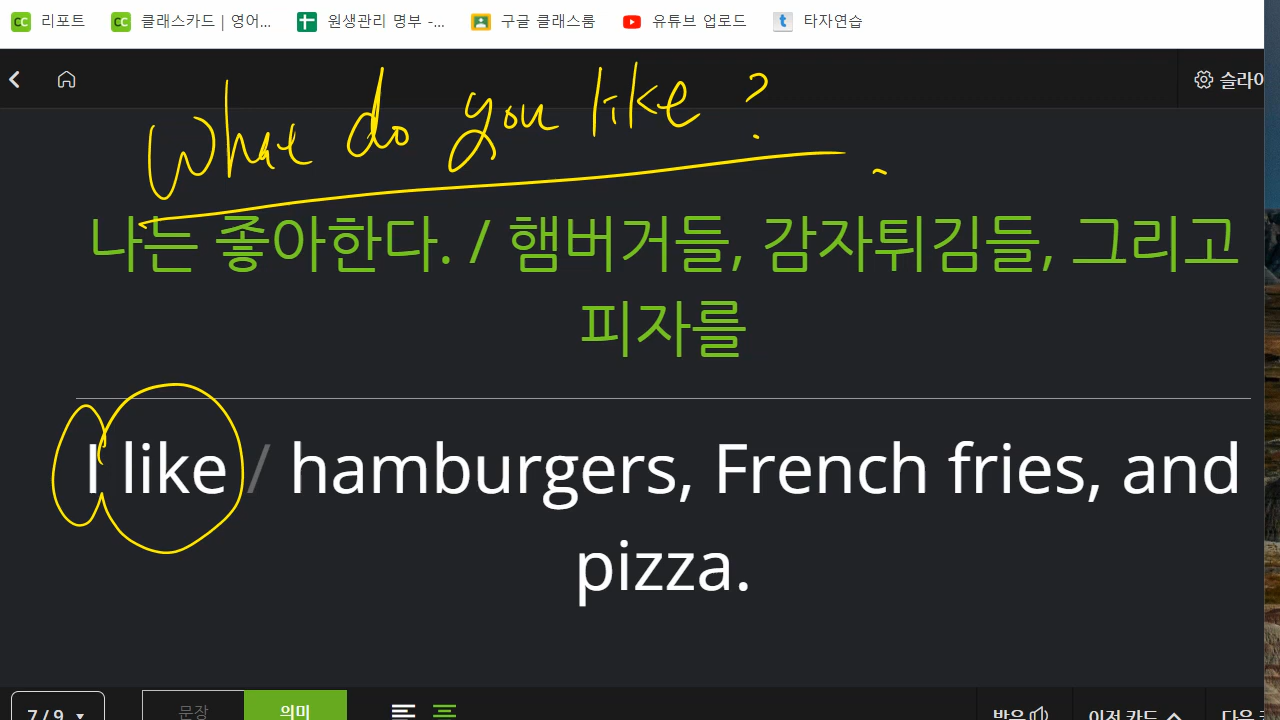 리포트 클래스카드 | 영어... 원생관리 명부 -... 구글 클래스룸 유튜브 업로드 타자연습
슬라이
What do you like?
나는 좋아한다. / 햄버거들, 감자튀김들, 그리고
피자를
I like / hamburgers, French fries, and
pizza.
7 / 9 문장 의미 발음 이전 카드 다음